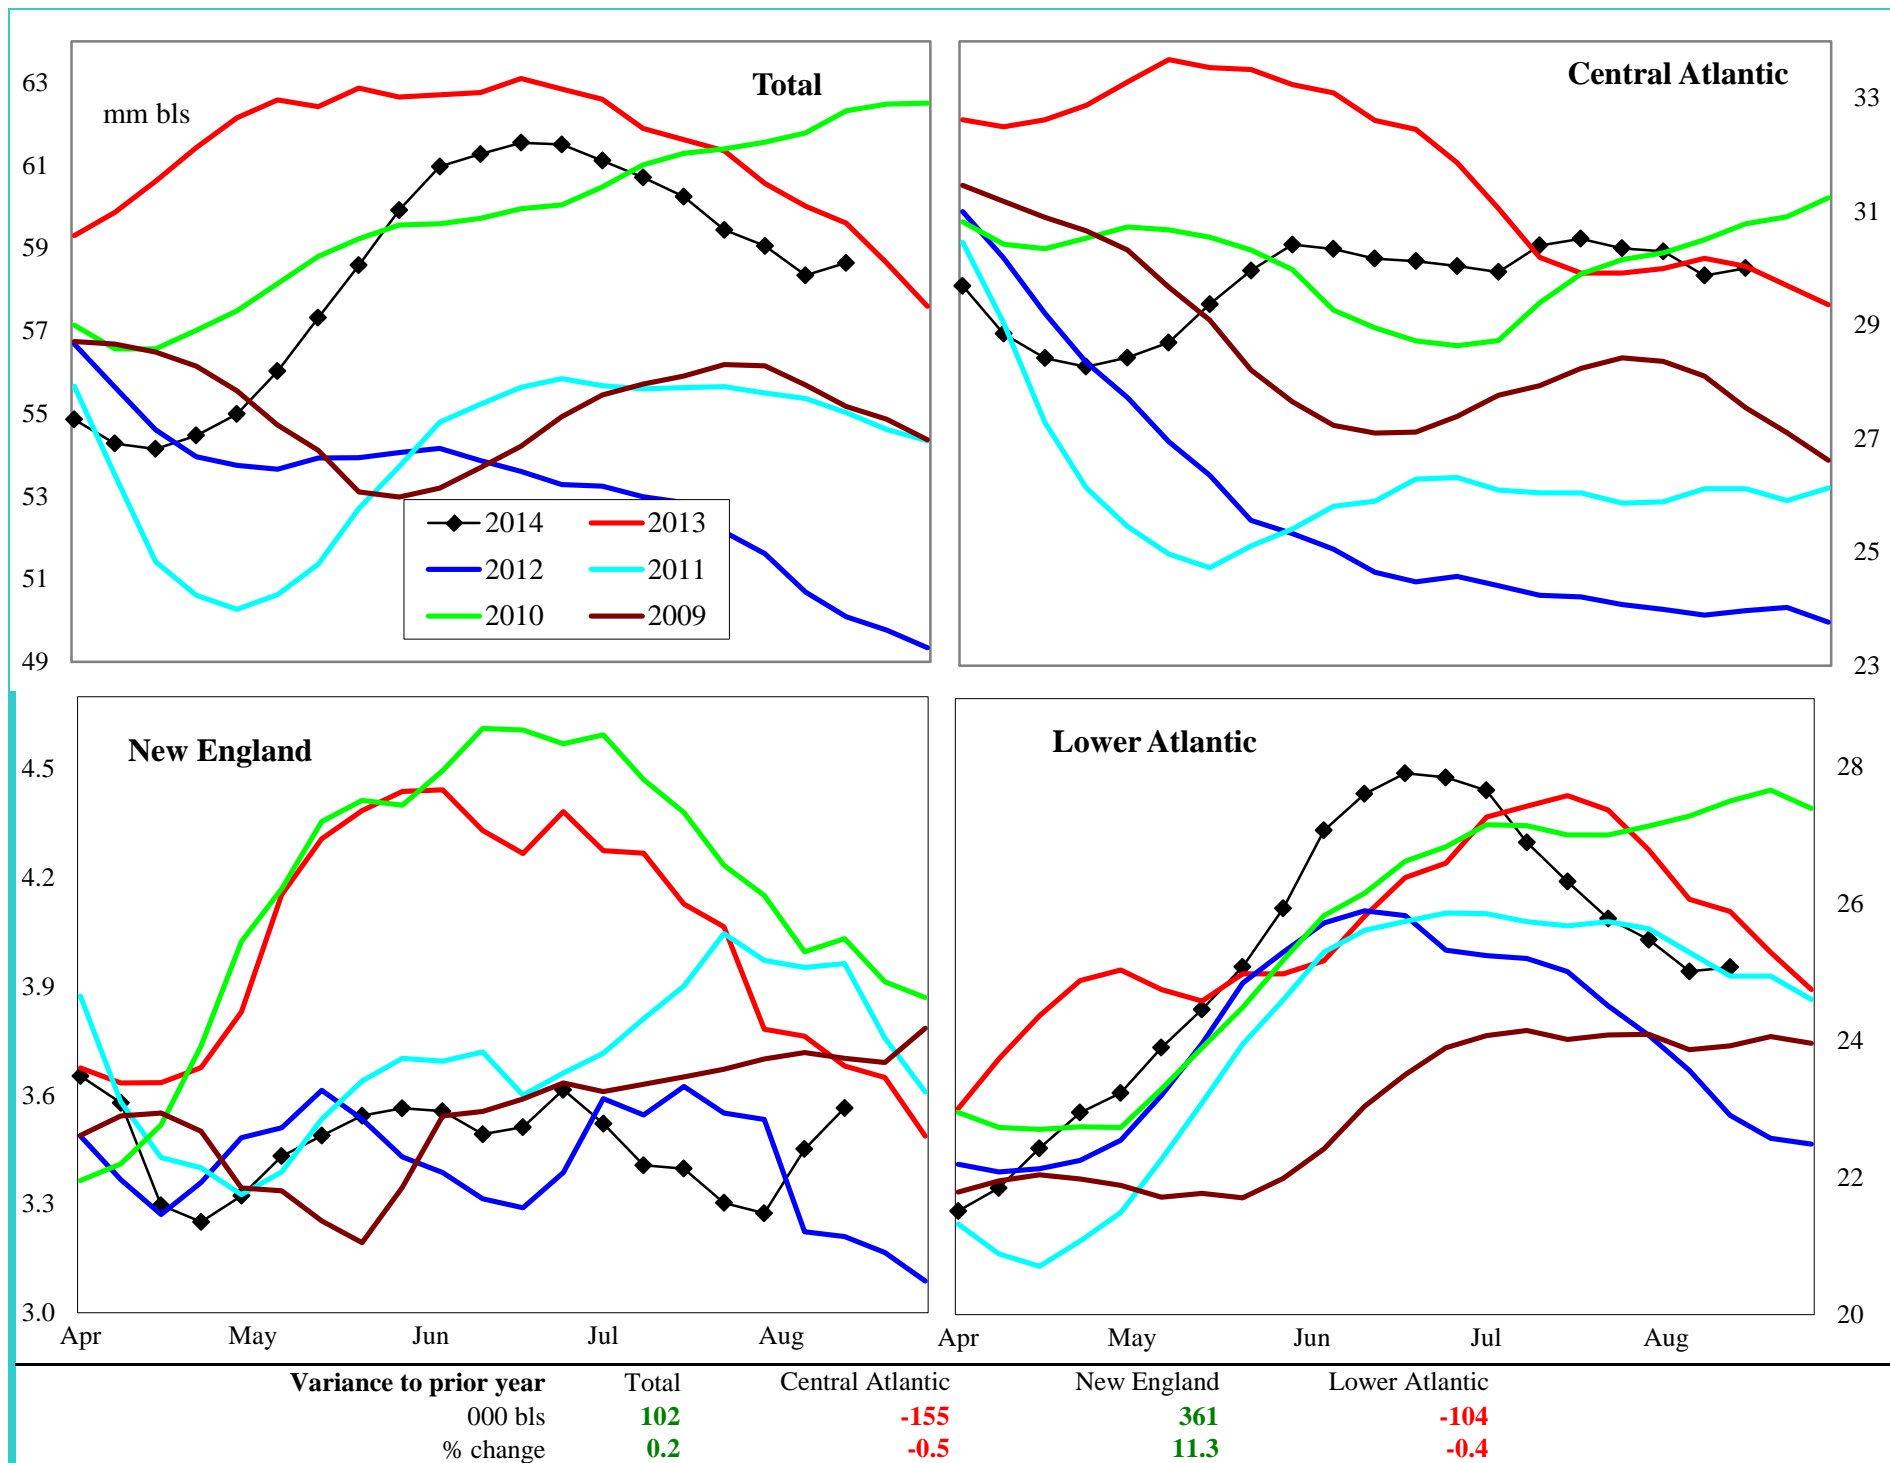 Total
mm bls
63
61
59
57
55
53
51
49
2014 2013
2012 2011
2010 2009
Central Atlantic
33
31
29
27
25
23
New England
4.5
4.2
3.9
3.6
3.3
3.0
Apr May Jun Jul Aug
Lower Atlantic
28
26
24
22
20
Apr May Jun Jul Aug
Variance to prior year Total Central Atlantic New England Lower Atlantic
000 bls 102 -155 361 -104
% change 0.2 -0.5 11.3 -0.4